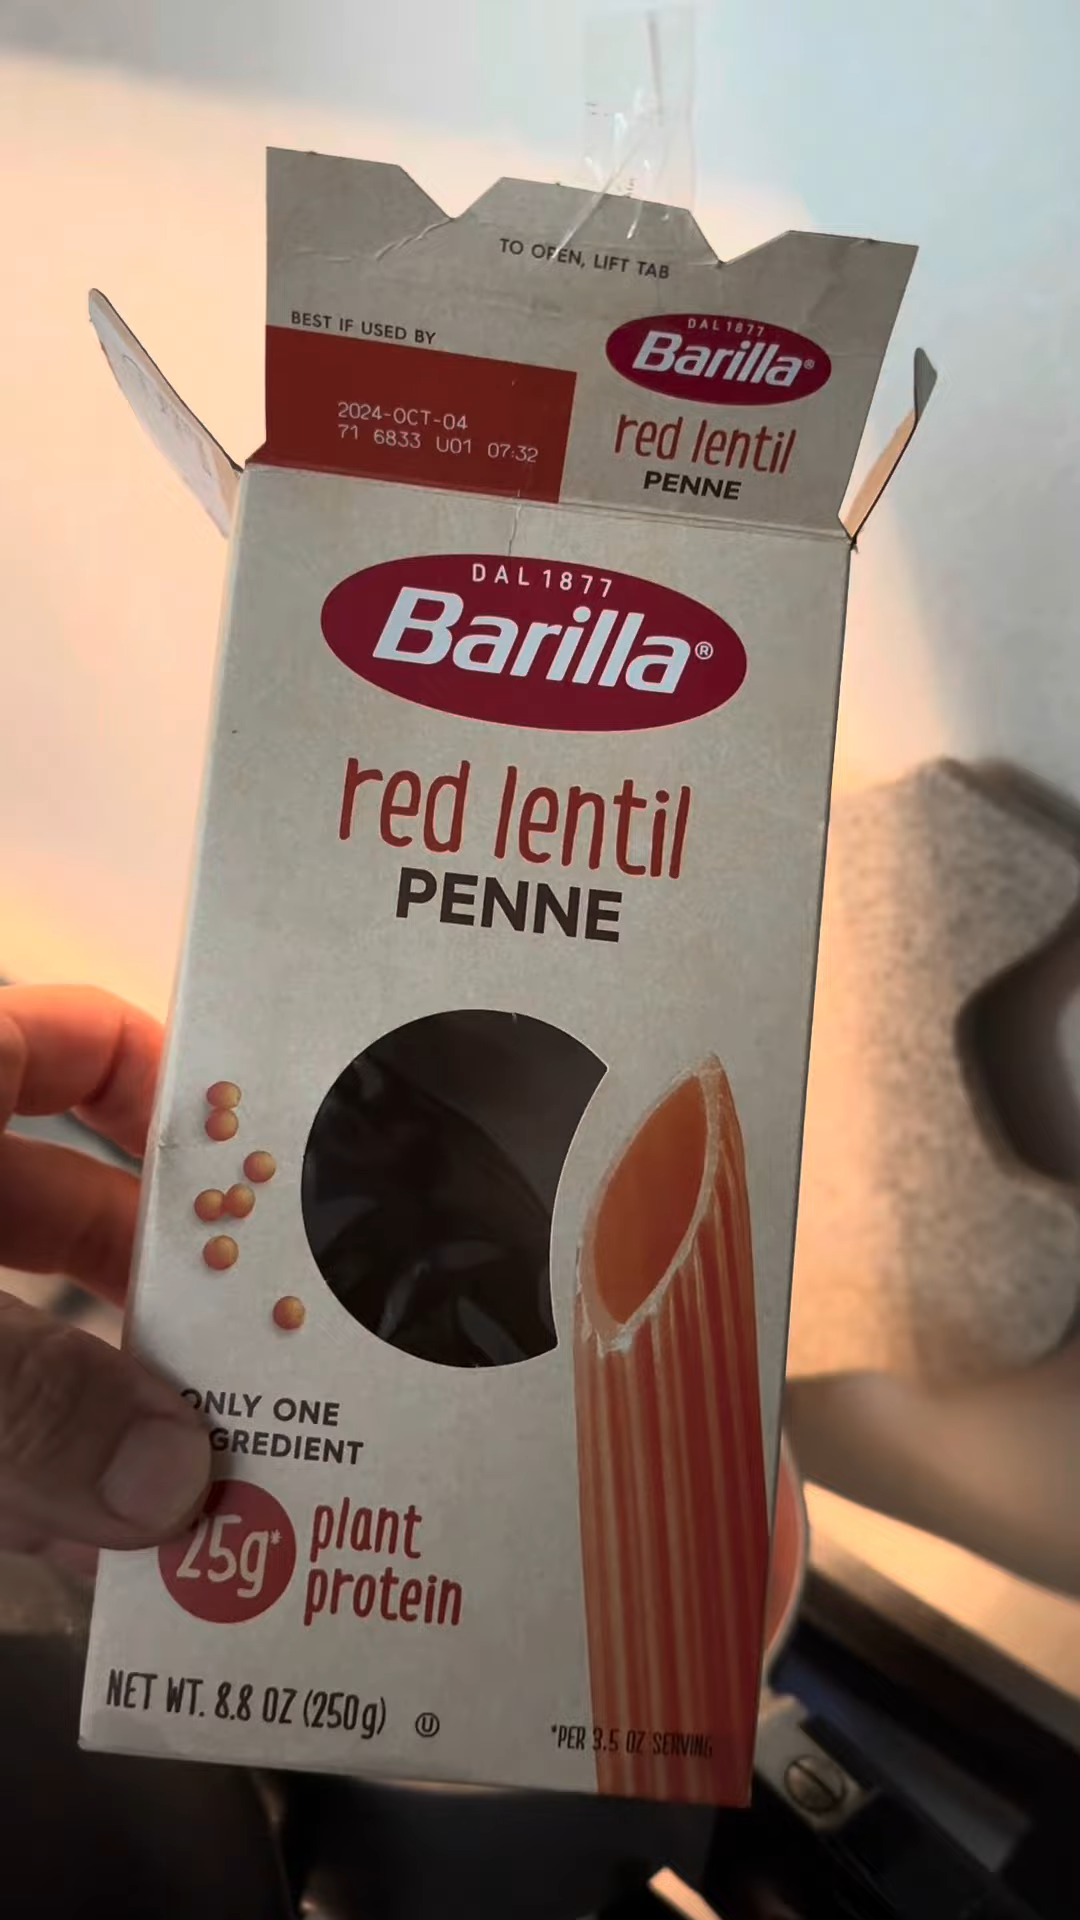 TO OPEN, LIFT TAB
BEST IF USED BY
2024-OCT-04
71 6833 U01 07:32
DAL 1877
Barilla®
red lentil
PENNE
DAL 1877
Barilla®
red lentil
PENNE
ONLY ONE
GREDIENT
25g*
plant
protein
NET WT. 8.8 OZ (250g) U
*PER 3.5 OZ SERVING